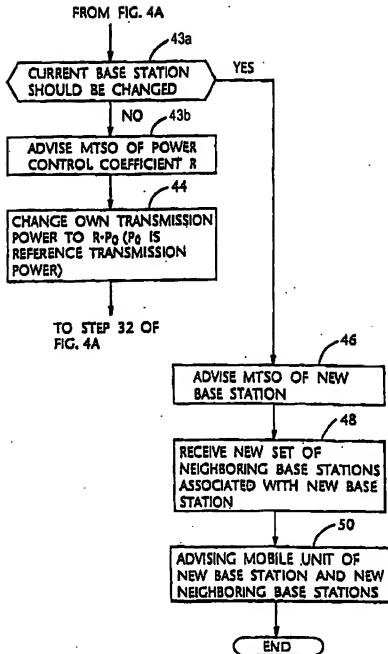 FROM FIG. 4A
43a
CURRENT BASE STATION
SHOULD BE CHANGED
YES
NO
43b
ADVISE MTSO OF POWER
CONTROL COEFFICIENT R
44
CHANGE OWN TRANSMISSION
POWER TO R•P0 (P0 IS
REFERENCE TRANSMISSION
POWER)
TO STEP 32 OF
FIG. 4A
46
ADVISE MTSO OF NEW
BASE STATION
48
RECEIVE NEW SET OF
NEIGHBORING BASE STATIONS
ASSOCIATED WITH NEW BASE
STATION
50
ADVISING MOBILE UNIT OF
NEW BASE STATION AND NEW
NEIGHBORING BASE STATIONS
END